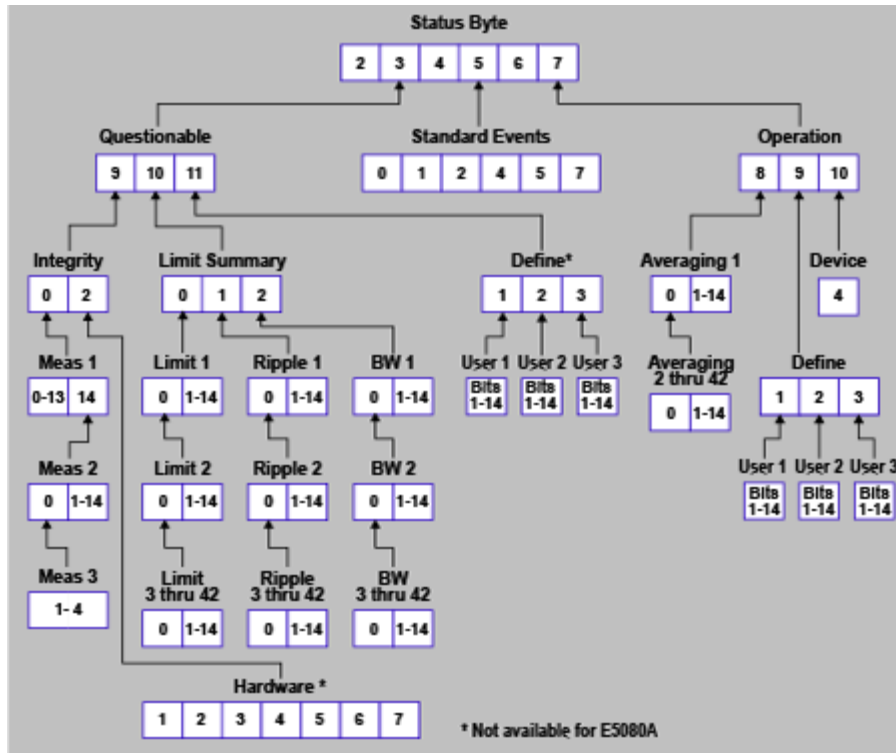 Status Byte
2 3 4 5 6 7
Questionable Standard Events Operation
9 10 11 0 1 2 4 5 7 8 9 10
Integrity Limit Summary Define* Averaging 1 Device
0 2 0 1 2 1 2 3 0 1-14 4
Meas 1 Limit 1 Ripple 1 BW 1 User 1 User 2 User 3 Averaging
2 thru 42 Define
0-13 14 0 1-14 0 1-14 0 1-14 Bits
1-14 Bits
1-14 Bits
1-14 0 1-14 1 2 3
Meas 2 Limit 2 Ripple 2 BW 2 User 1 User 2 User 3
0 1-14 0 1-14 0 1-14 0 1-14 Bits
1-14 Bits
1-14 Bits
1-14
Meas 3 Limit
3 thru 42 Ripple
3 thru 42 BW
3 thru 42
1- 4 0 1-14 0 1-14 0 1-14
Hardware *
1 2 3 4 5 6 7
* Not available for E5080A